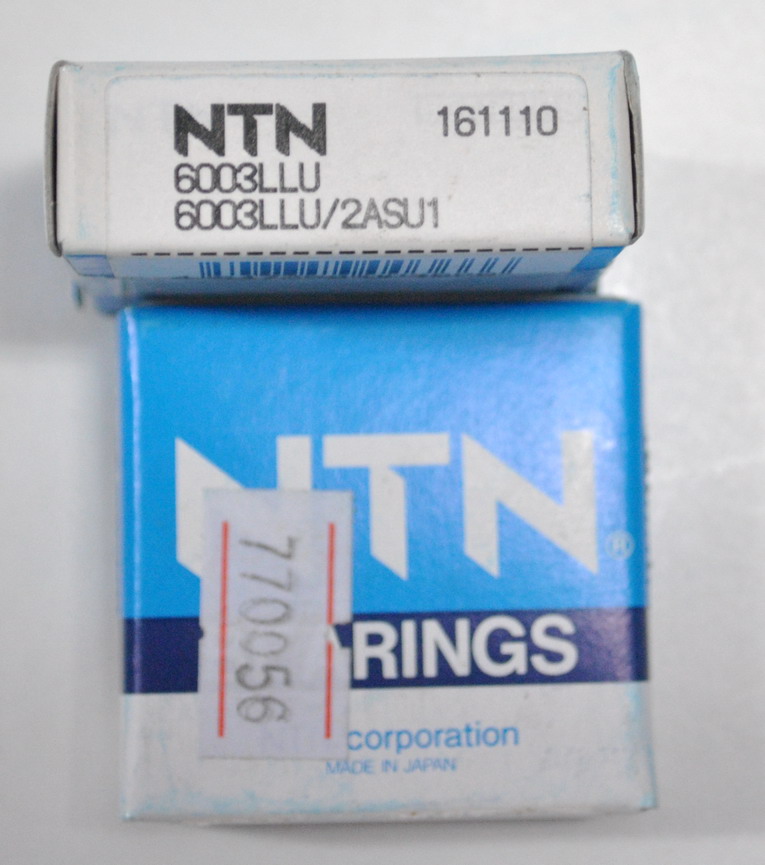 NTN
161110
6003LLU
6003LLU/2ASU1
NTN®
RINGS
corporation
MADE IN JAPAN
770056